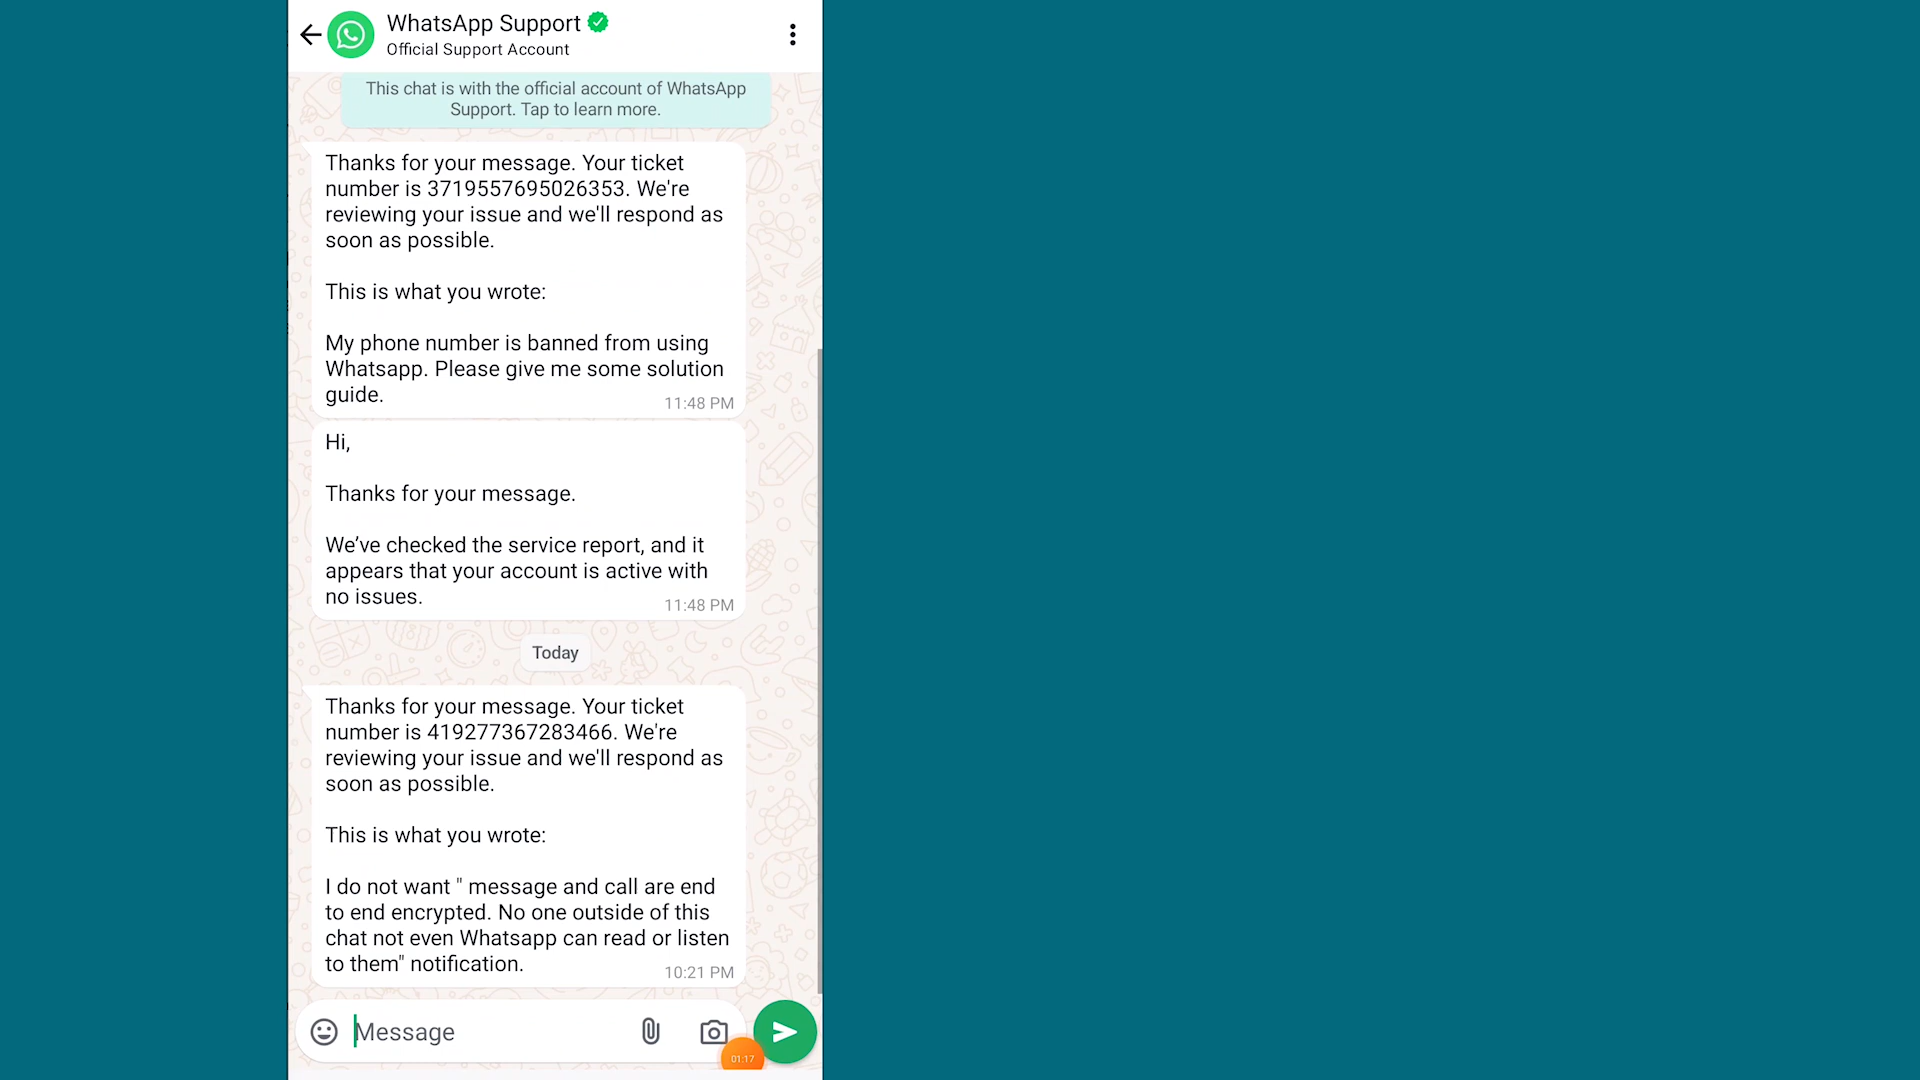 WhatsApp Support
Official Support Account
This chat is with the official account of WhatsApp
Support. Tap to learn more.
Thanks for your message. Your ticket
number is 3719557695026353. We're
reviewing your issue and we'll respond as
soon as possible.
This is what you wrote:
My phone number is banned from using
Whatsapp. Please give me some solution
guide.
11:48 PM
Hi,
Thanks for your message.
We’ve checked the service report, and it
appears that your account is active with
no issues.
11:48 PM
Today
Thanks for your message. Your ticket
number is 419277367283466. We're
reviewing your issue and we'll respond as
soon as possible.
This is what you wrote:
I do not want " message and call are end
to end encrypted. No one outside of this
chat not even Whatsapp can read or listen
to them" notification.
10:21 PM
Message
01:17